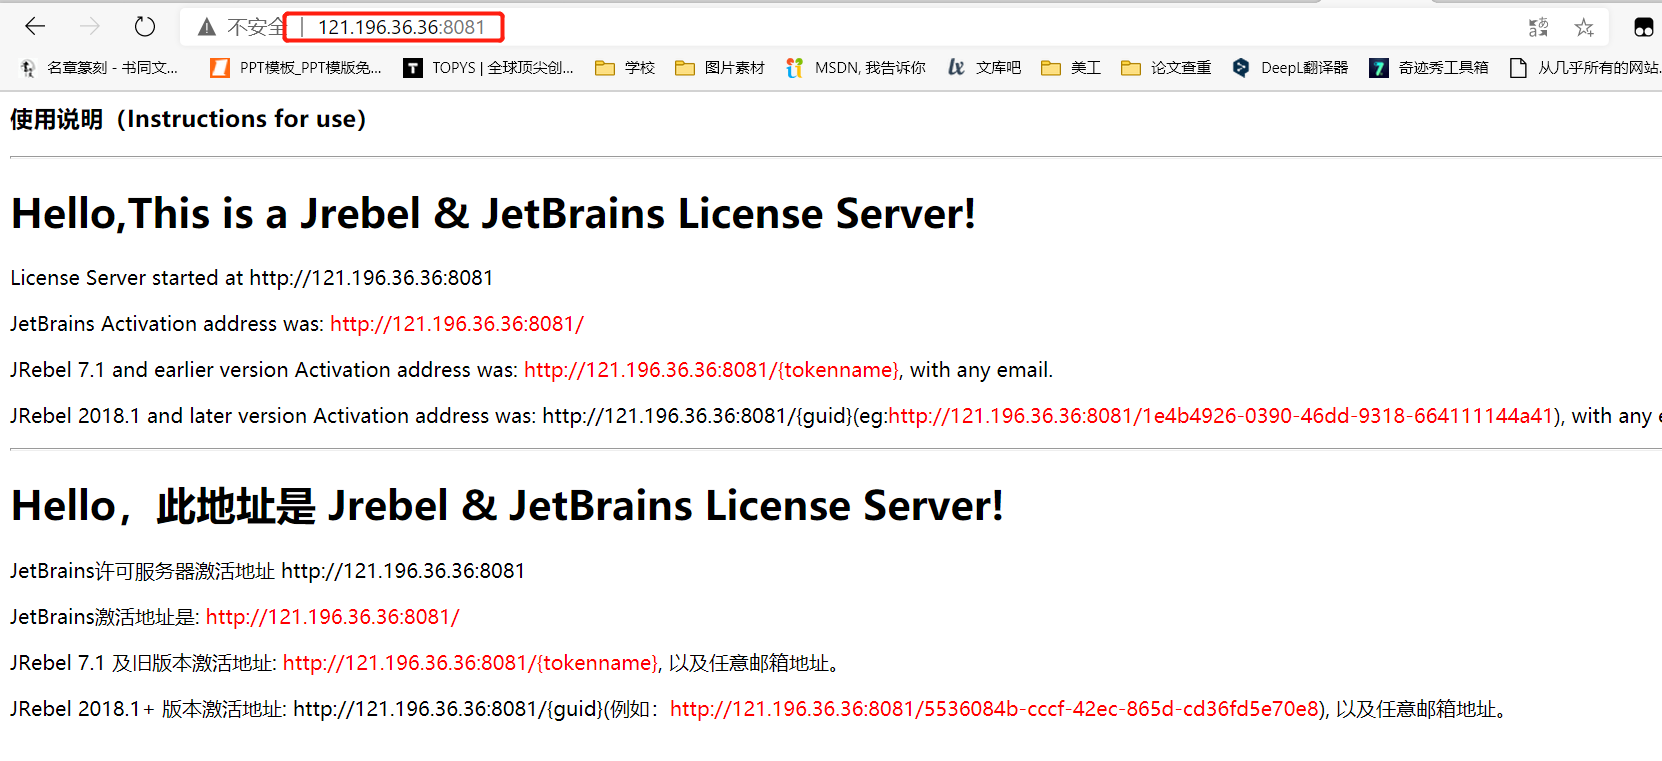 不安全 | 121.196.36.36:8081
名章篆刻 - 书同文... PPT模板_PPT模版免... TOPYS | 全球顶尖创... 学校 图片素材 MSDN, 我告诉你 文库吧 美工 论文查重 DeepL翻译器 奇迹秀工具箱 从几乎所有的网站...
使用说明（Instructions for use）
Hello,This is a Jrebel & JetBrains License Server!
License Server started at http://121.196.36.36:8081
JetBrains Activation address was: http://121.196.36.36:8081/
JRebel 7.1 and earlier version Activation address was: http://121.196.36.36:8081/{tokenname}, with any email.
JRebel 2018.1 and later version Activation address was: http://121.196.36.36:8081/{guid}(eg:http://121.196.36.36:8081/1e4b4926-0390-46dd-9318-664111144a41), with any
Hello，此地址是 Jrebel & JetBrains License Server!
JetBrains许可服务器激活地址 http://121.196.36.36:8081
JetBrains激活地址是: http://121.196.36.36:8081/
JRebel 7.1 及旧版本激活地址: http://121.196.36.36:8081/{tokenname}, 以及任意邮箱地址。
JRebel 2018.1+ 版本激活地址: http://121.196.36.36:8081/{guid}(例如：http://121.196.36.36:8081/5536084b-cccf-42ec-865d-cd36fd5e70e8), 以及任意邮箱地址。